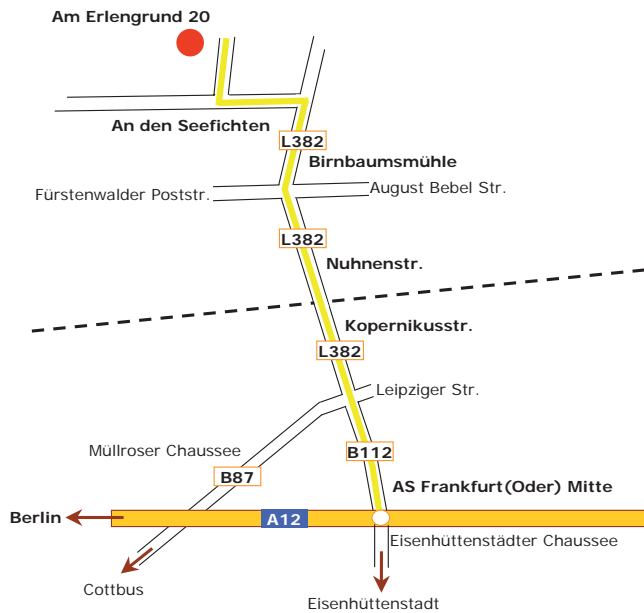 Am Erlengrund 20
An den Seefichten
L382
Birnbaumsmühle
Fürstenwalder Poststr.
August Bebel Str.
L382
Nuhnenstr.
Kopernikusstr.
L382
Leipziger Str.
Müllroser Chaussee
B112
B87
AS Frankfurt(Oder) Mitte
Berlin
A12
Eisenhüttenstädter Chaussee
Cottbus
Eisenhüttenstadt